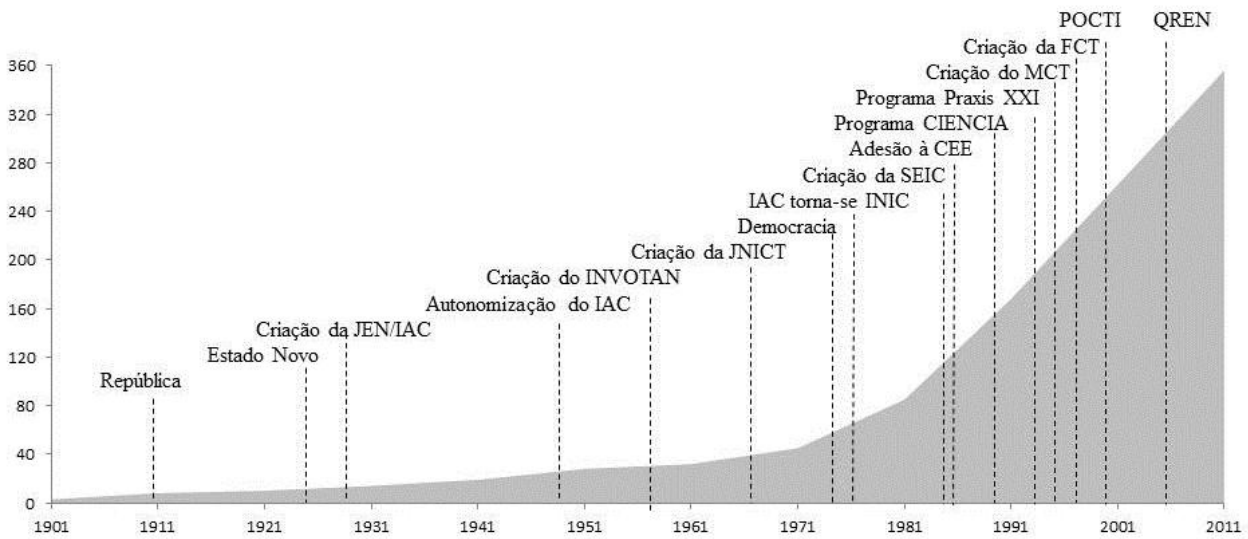 POCTI QREN
Criação da FCT
360
Criação do MCT
320
Programa Praxis XXI
Programa CIENCIA
280
Adesão à CEE
Criação da SEIC
240
IAC torna-se INIC
Democracia
200
Criação da JNICT
Criação do INVOTAN
160
Autonomização do IAC
Criação da JEN/IAC
120
Estado Novo
República
80
40
0
1901 1911 1921 1931 1941 1951 1961 1971 1981 1991 2001 2011